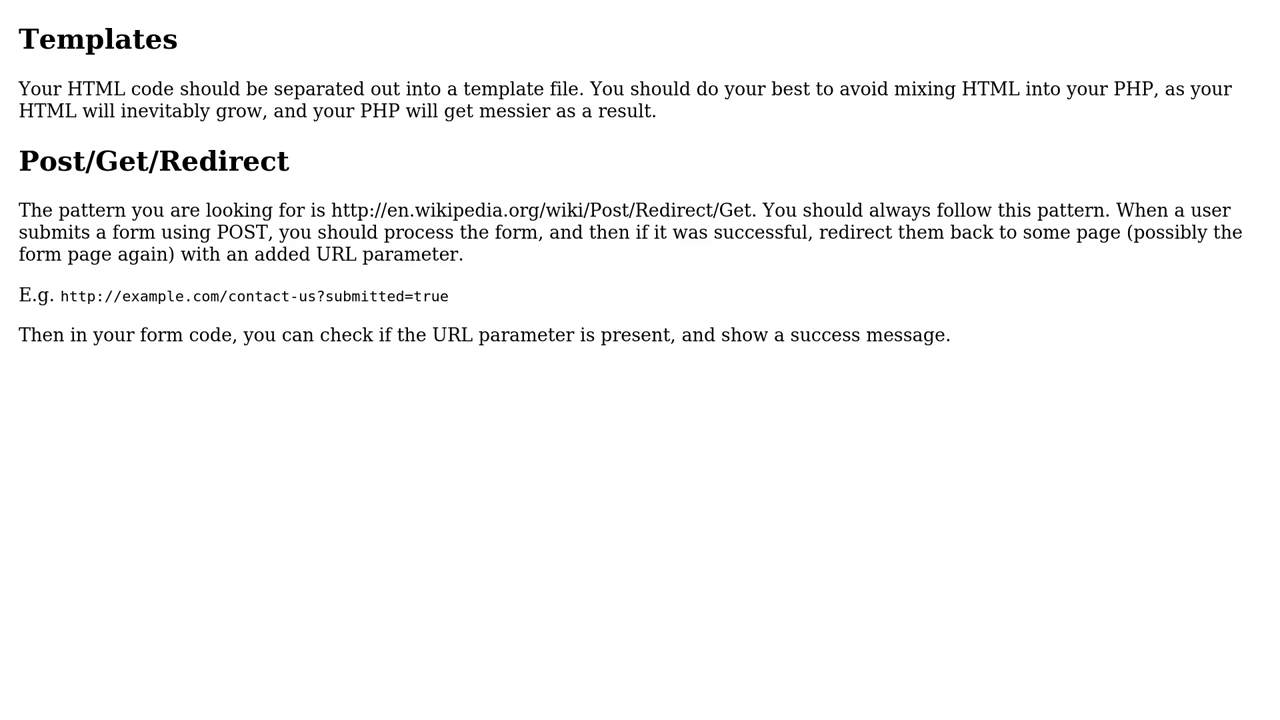 Templates
Your HTML code should be separated out into a template file. You should do your best to avoid mixing HTML into your PHP, as your
HTML will inevitably grow, and your PHP will get messier as a result.
Post/Get/Redirect
The pattern you are looking for is http://en.wikipedia.org/wiki/Post/Redirect/Get. You should always follow this pattern. When a user
submits a form using POST, you should process the form, and then if it was successful, redirect them back to some page (possibly the
form page again) with an added URL parameter.
E.g. http://example.com/contact-us?submitted=true
Then in your form code, you can check if the URL parameter is present, and show a success message.